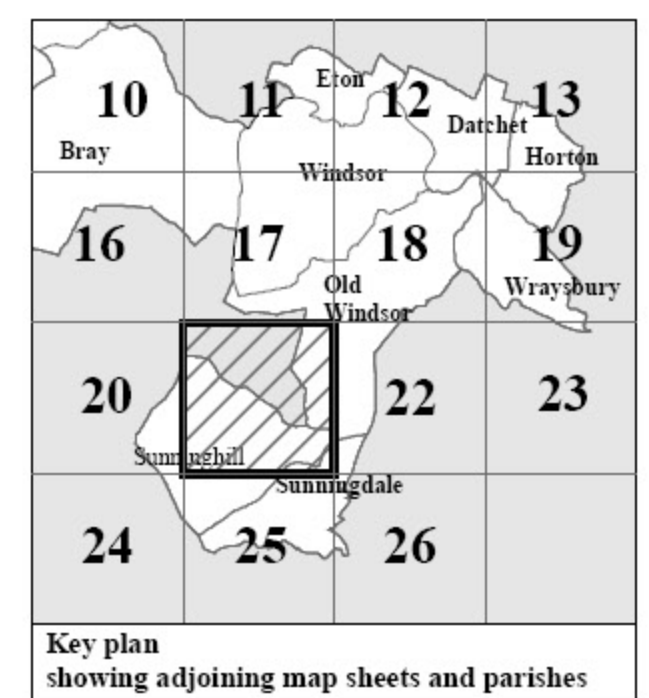 Eton
10
11
12
13
Datchet
Bray
Horton
Windsor
16
17
18
19
Old
Windsor
Wraysbury
20
22
23
Sunninghill
Sunningdale
24
25
26
Key plan
showing adjoining map sheets and parishes